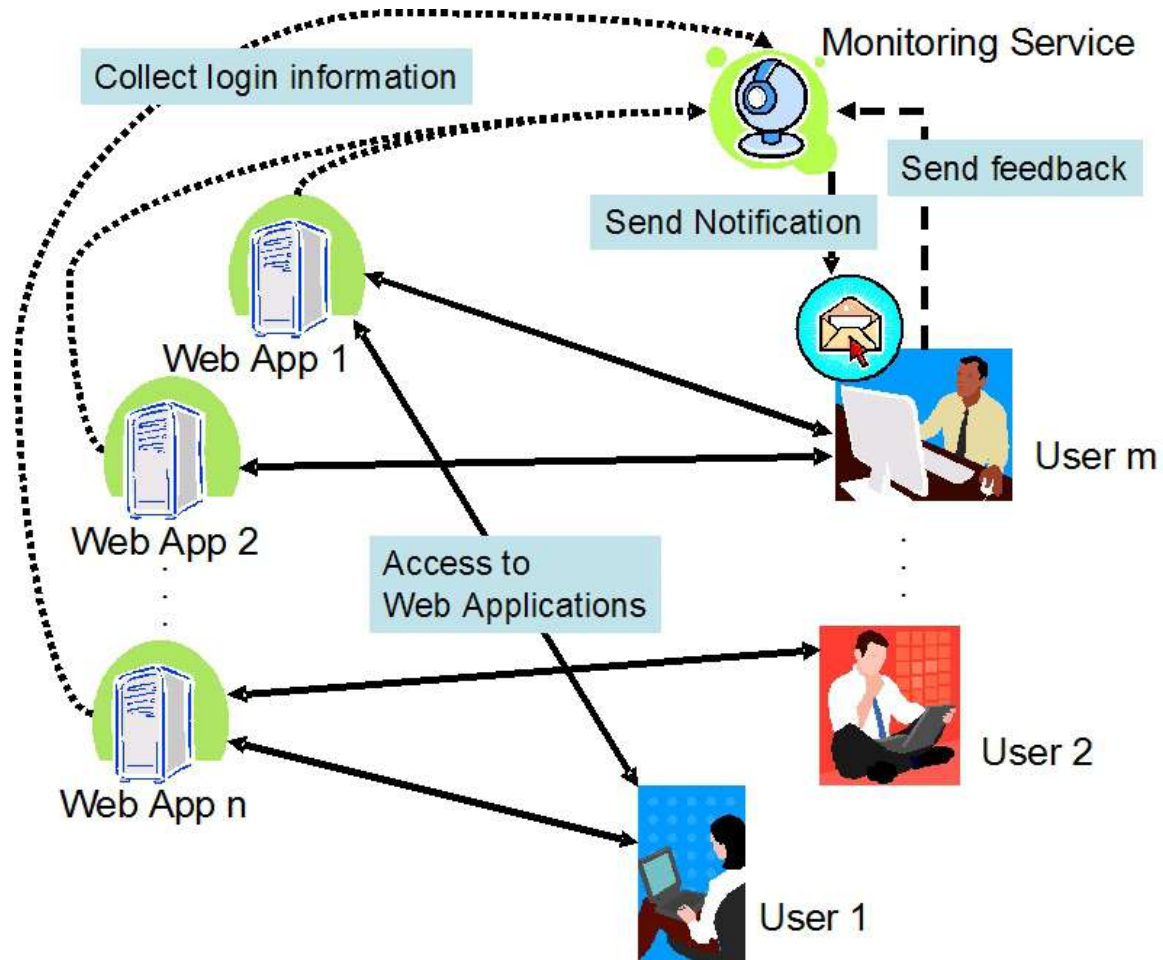 Monitoring Service
Collect login information
Send feedback
Send Notification
Web App 1
User m
Web App 2
Access to
Web Applications
User 2
Web App n
User 1